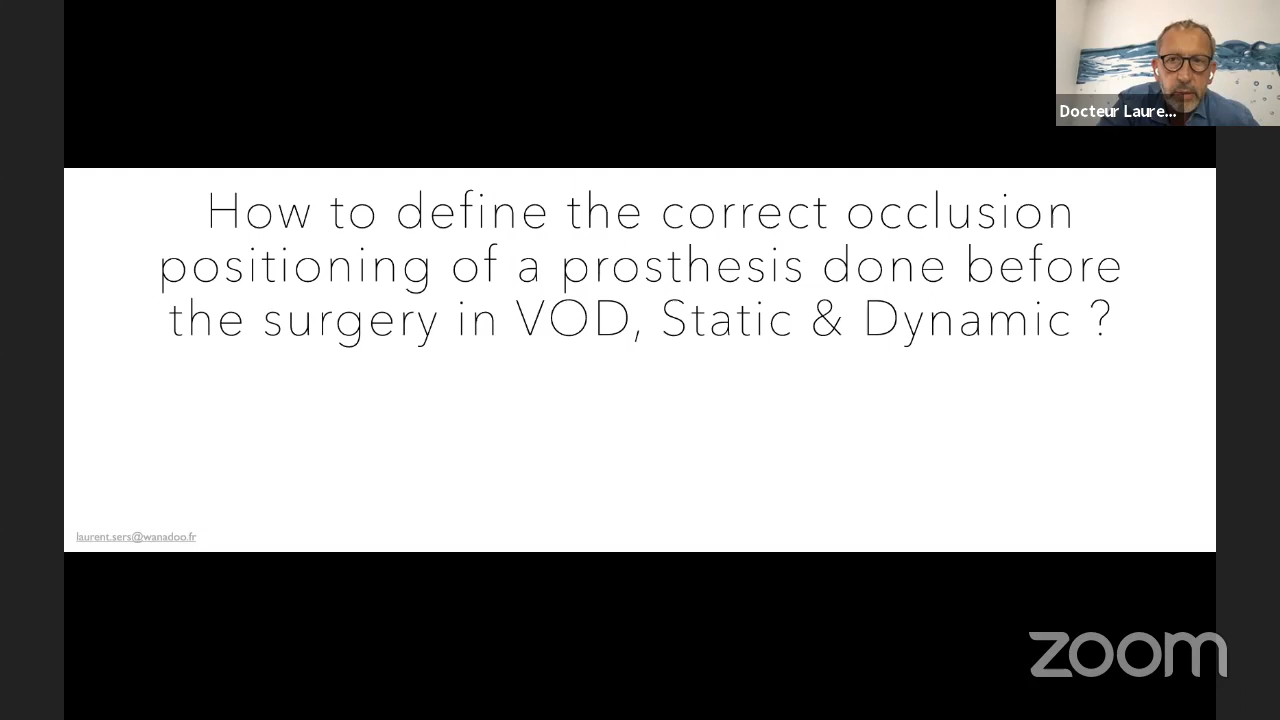 Docteur Laure...
How to define the correct occlusion
positioning of a prosthesis done before
the surgery in VOD, Static & Dynamic ?
laurent.sers@wanadoo.fr
zoom